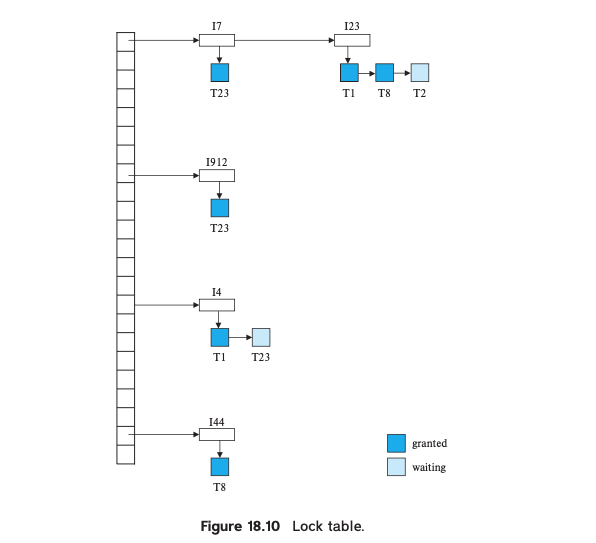 I7 I23
T23 T1 T8 T2
I912
T23
I4
T1 T23
I44
granted
waiting
T8
Figure 18.10 Lock table.